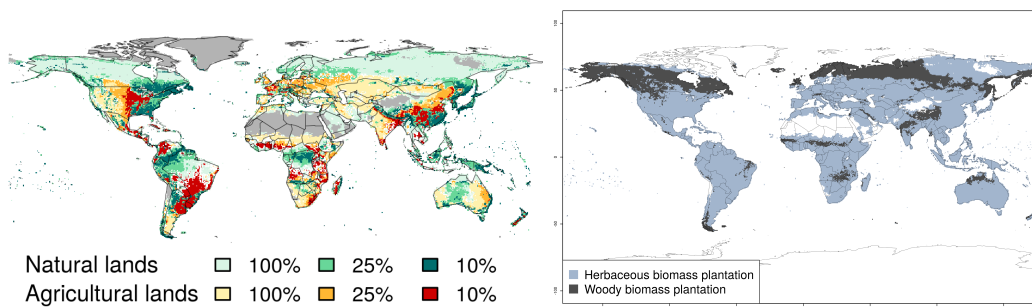 Natural lands 100% 25% 10%
Agricultural lands 100% 25% 10%
Herbaceous biomass plantation
Woody biomass plantation